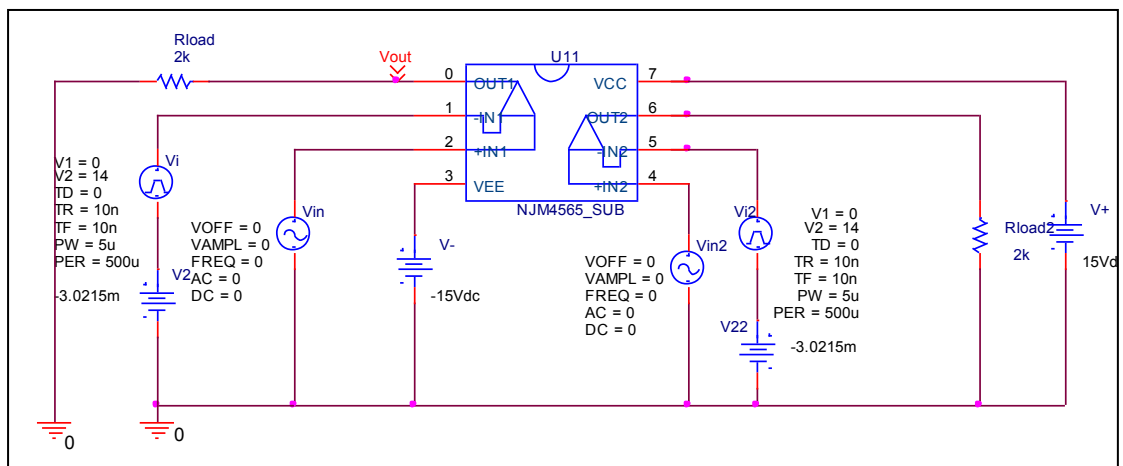 Rload
2k
Vout
U11
0
OUT1
VCC
7
1
-IN1
OUT2
6
2
+IN1
-IN2
5
3
VEE
+IN2
4
NJM4565_SUB
Vi
V1 = 0
V2 = 14
TD = 0
TR = 10n
TF = 10n
PW = 5u
PER = 500u
V2
-3.0215m
Vin
VOFF = 0
VAMPL = 0
FREQ = 0
AC = 0
DC = 0
V-
-15Vdc
Vin2
VOFF = 0
VAMPL = 0
FREQ = 0
AC = 0
DC = 0
Vi2
V1 = 0
V2 = 14
TD = 0
TR = 10n
TF = 10n
PW = 5u
PER = 500u
V22
-3.0215m
Rload2
2k
V+
15Vd
0
0